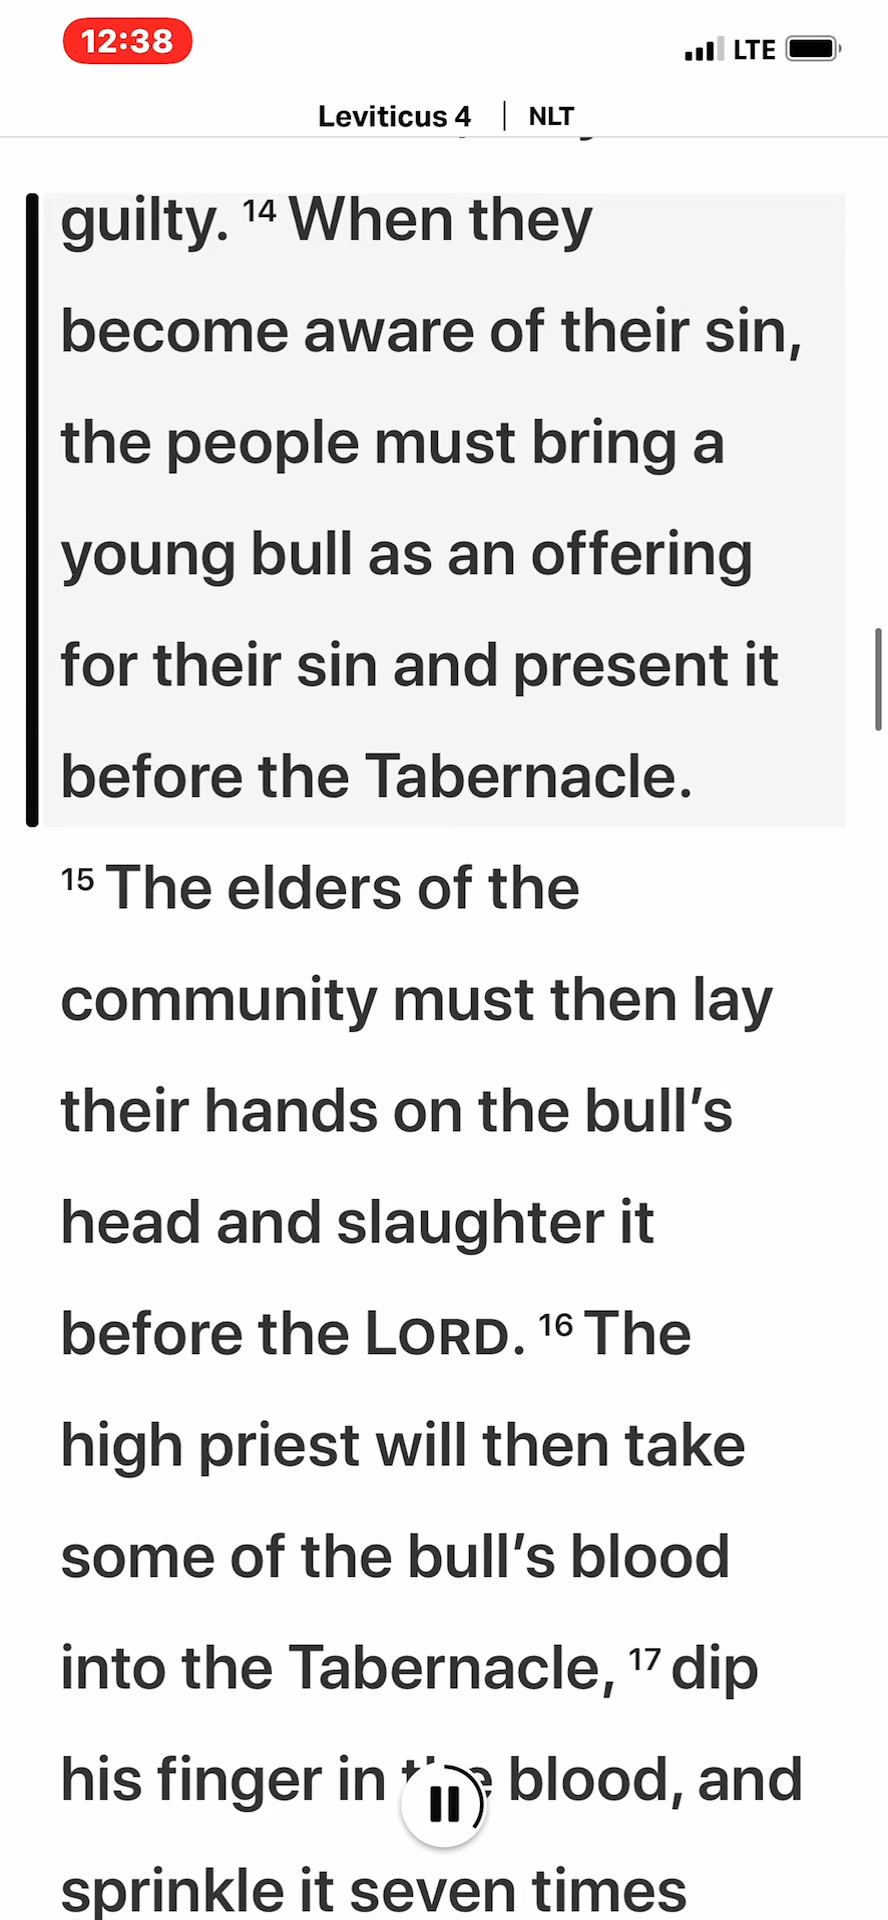 12:38
LTE
Leviticus 4 | NLT
guilty. 14 When they
become aware of their sin,
the people must bring a
young bull as an offering
for their sin and present it
before the Tabernacle.
15 The elders of the
community must then lay
their hands on the bull’s
head and slaughter it
before the LORD. 16 The
high priest will then take
some of the bull’s blood
into the Tabernacle, 17 dip
his finger in the blood, and
sprinkle it seven times